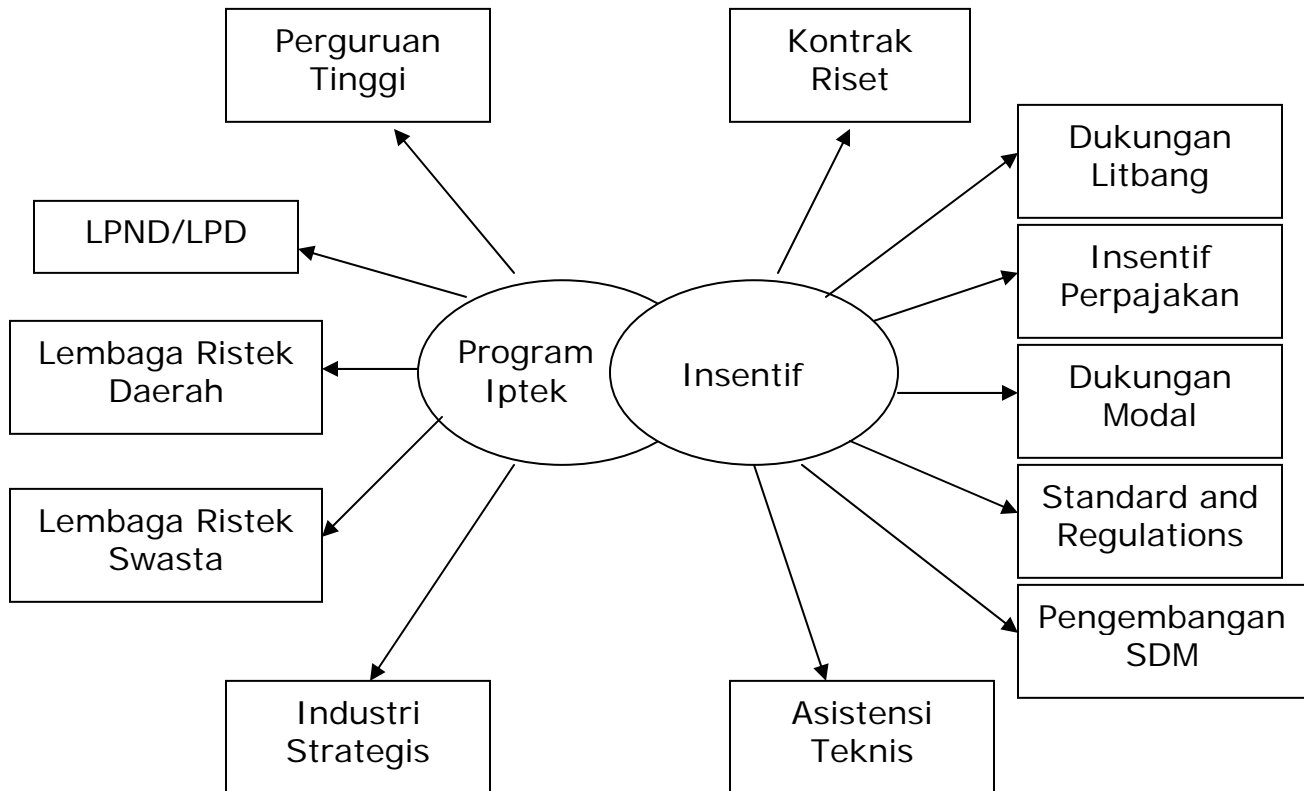 Perguruan
Tinggi
Kontrak
Riset
Dukungan
Litbang
LPND/LPD
Insentif
Perpajakan
Lembaga Ristek
Daerah
Program
Iptek
Insentif
Dukungan
Modal
Lembaga Ristek
Swasta
Standard and
Regulations
Pengembangan
SDM
Industri
Strategis
Asistensi
Teknis